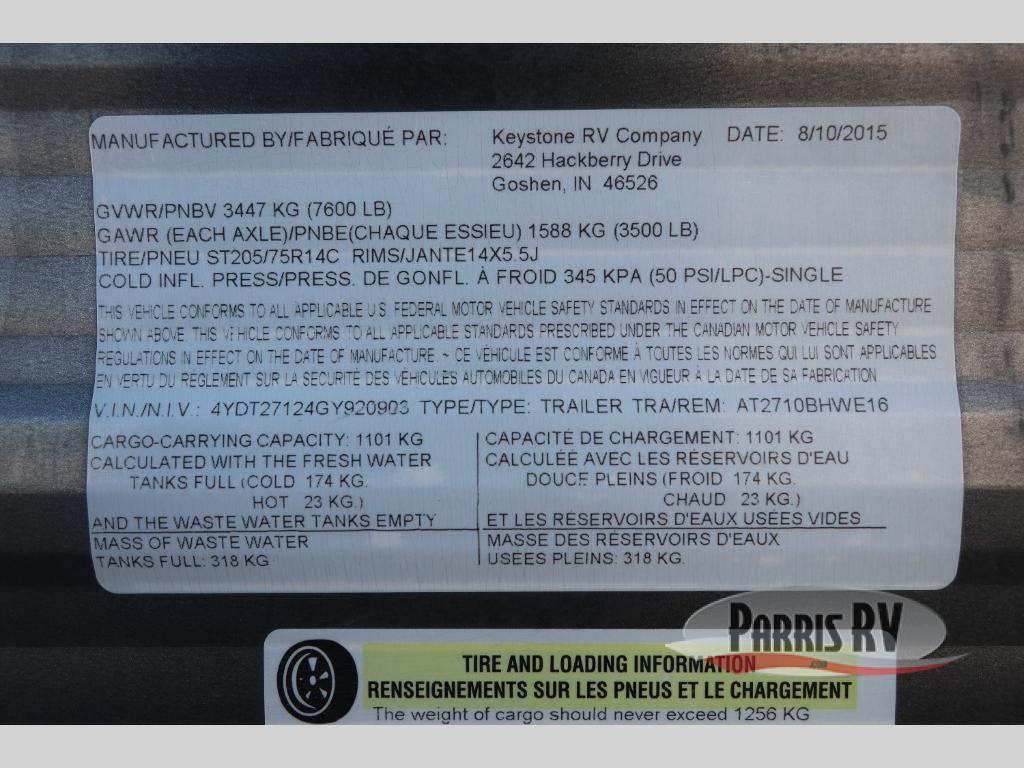 MANUFACTURED BY/FABRIQUÉ PAR: Keystone RV Company DATE: 8/10/2015
2642 Hackberry Drive
Goshen, IN 46526
GVWR/PNBV 3447 KG (7600 LB)
GAWR (EACH AXLE)/PNBE(CHAQUE ESSIEU) 1588 KG (3500 LB)
TIRE/PNEU ST205/75R14C RIMS/JANTE14X5.5J
COLD INFL. PRESS/PRESS. DE GONFL. À FROID 345 KPA (50 PSI/LPC)-SINGLE
THIS VEHICLE CONFORMS TO ALL APPLICABLE U.S. FEDERAL MOTOR VEHICLE SAFETY STANDARDS IN EFFECT ON THE DATE OF MANUFACTURE
SHOWN ABOVE. THIS VEHICLE CONFORMS TO ALL APPLICABLE STANDARDS PRESCRIBED UNDER THE CANADIAN MOTOR VEHICLE SAFETY
REGULATIONS IN EFFECT ON THE DATE OF MANUFACTURE. ~ CE VÉHICULE EST CONFORME À TOUTES LES NORMES QUI LUI SONT APPLICABLES
EN VERTU DU RÈGLEMENT SUR LA SÉCURITÉ DES VÉHICULES AUTOMOBILES DU CANADA EN VIGUEUR À LA DATE DE SA FABRICATION
V.I.N./N.I.V.: 4YDT27124GY920903 TYPE/TYPE: TRAILER TRA/REM: AT2710BHWE16
CARGO-CARRYING CAPACITY: 1101 KG
CALCULATED WITH THE FRESH WATER
TANKS FULL (COLD 174 KG.
HOT 23 KG.)
AND THE WASTE WATER TANKS EMPTY
MASS OF WASTE WATER
TANKS FULL: 318 KG
CAPACITÉ DE CHARGEMENT: 1101 KG
CALCULÉE AVEC LES RÉSERVOIRS D'EAU
DOUCE PLEINS (FROID 174 KG.
CHAUD 23 KG.)
ET LES RÉSERVOIRS D'EAUX USÉES VIDES
MASSE DES RÉSERVOIRS D'EAUX
USÉES PLEINS: 318 KG.
PARRIS RV
.com
TIRE AND LOADING INFORMATION
RENSEIGNEMENTS SUR LES PNEUS ET LE CHARGEMENT
The weight of cargo should never exceed 1256 KG